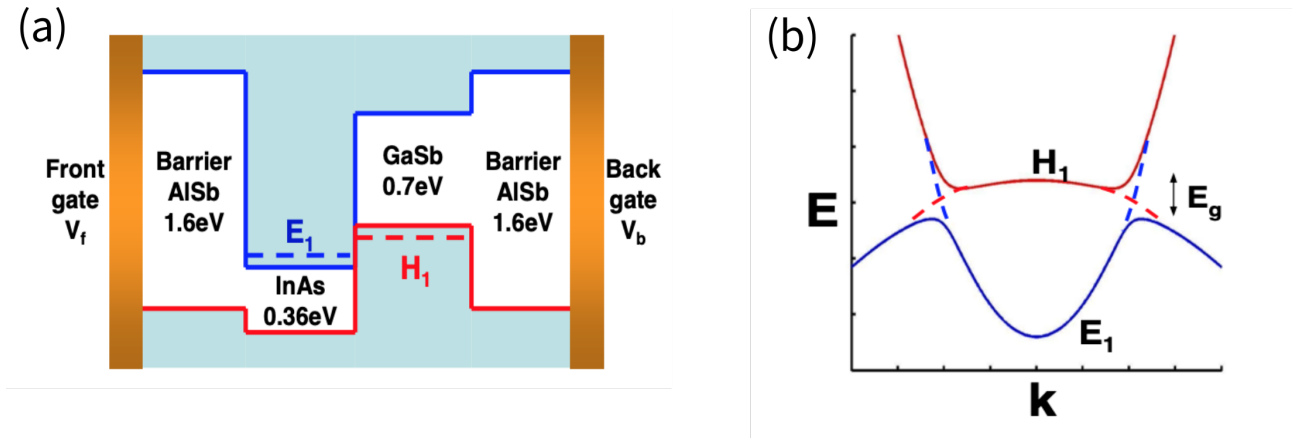 (a)
Front
gate
V_f
Barrier
AlSb
1.6eV
E_1
InAs
0.36eV
GaSb
0.7eV
H_1
Barrier
AlSb
1.6eV
Back
gate
V_b
(b)
E
H_1
E_g
E_1
k